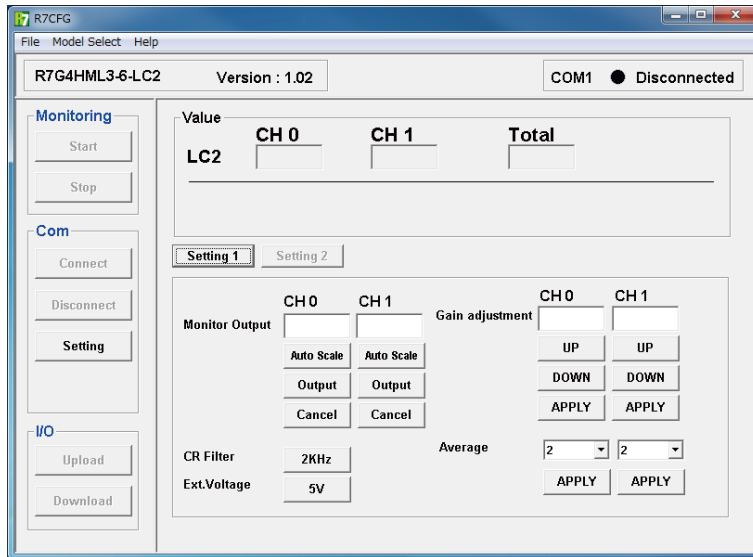 R7 R7CFG
File Model Select Help
R7G4HML3-6-LC2 Version : 1.02 COM1 Disconnected
Monitoring
Start
Stop
Com
Connect
Disconnect
Setting
I/O
Upload
Download
Value
CH 0 CH 1 Total
LC2
Setting 1 Setting 2
CH 0 CH 1
Monitor Output
Auto Scale Auto Scale
Output Output
Cancel Cancel
CR Filter 2KHz
Ext.Voltage 5V
CH 0 CH 1
Gain adjustment
UP UP
DOWN DOWN
APPLY APPLY
Average 2 2
APPLY APPLY